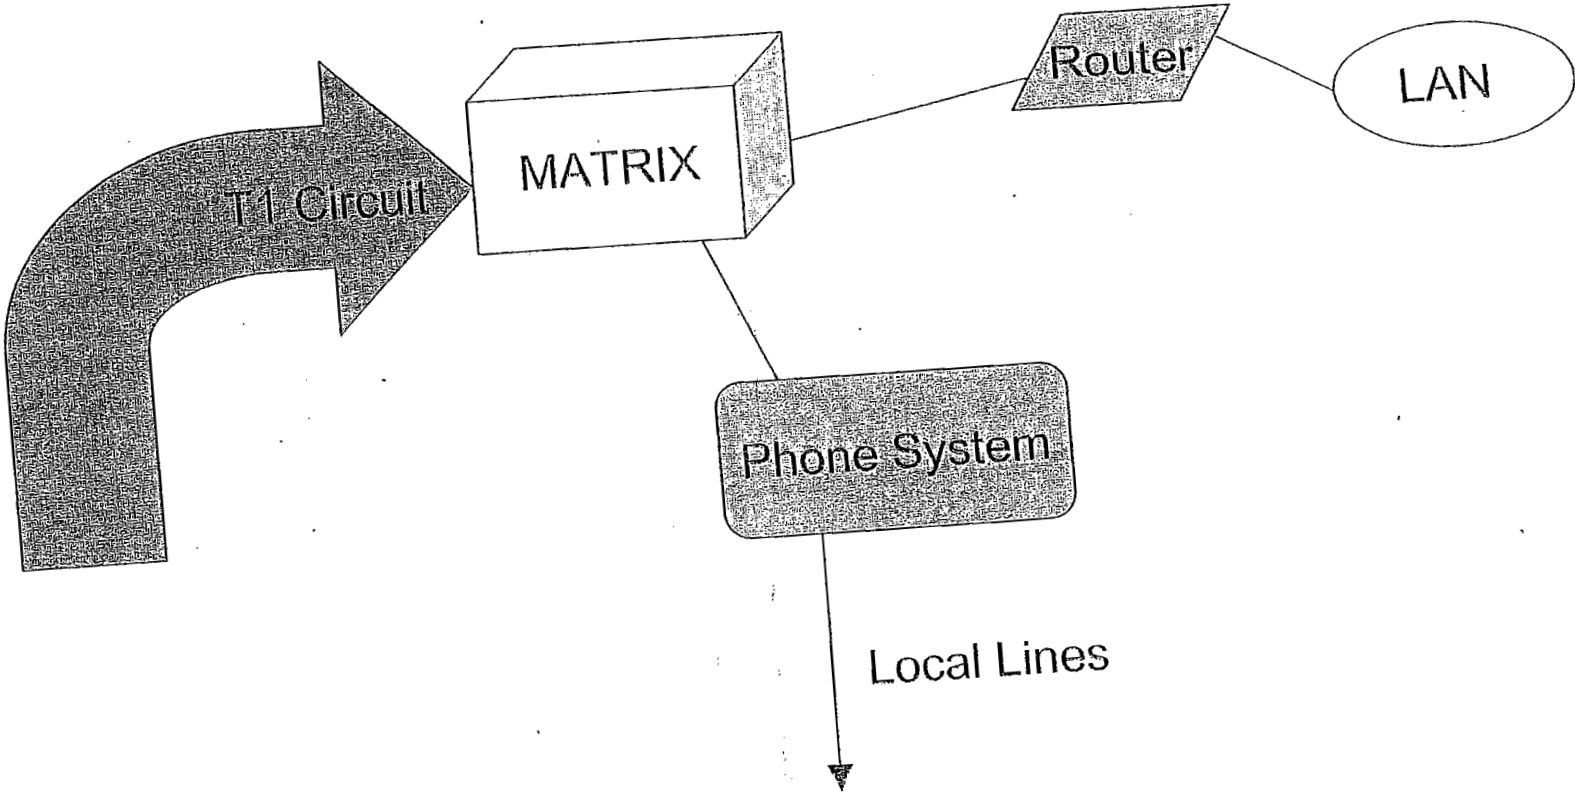 Router
LAN
MATRIX
T1 Circuit
Phone System
Local Lines